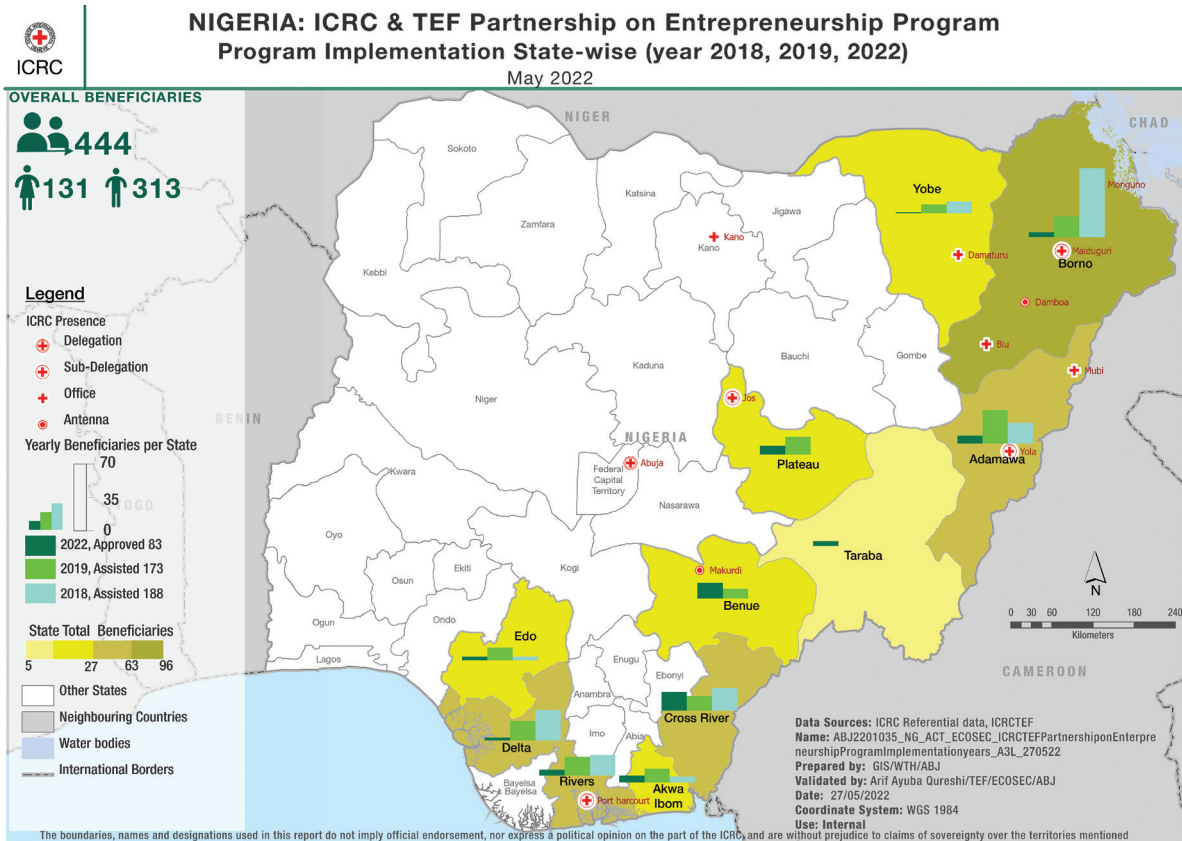 NIGERIA: ICRC & TEF Partnership on Entrepreneurship Program
Program Implementation State-wise (year 2018, 2019, 2022)
May 2022
ICRC
OVERALL BENEFICIARIES
444
131 313
Legend
ICRC Presence
Delegation
Sub-Delegation
Office
Antenna
Yearly Beneficiaries per State
70
35
0
2022, Approved 83
2019, Assisted 173
2018, Assisted 188
State Total Beneficiaries
5 27 63 96
Other States
Neighbouring Countries
Water bodies
International Borders
NIGER
CHAD
BENIN
TOGO
NIGERIA
CAMEROON
Sokoto
Zamfara
Katsina
Jigawa
Kano
Kano
Yobe
Damaturu
Monguno
Maiduguri
Borno
Damboa
Biu
Mubi
Kebbi
Kaduna
Bauchi
Gombe
Niger
Jos
Plateau
Adamawa
Yola
Abuja
Federal
Capital
Territory
Nasarawa
Kwara
Taraba
Oyo
Ekiti
Kogi
Makurdi
Benue
Osun
Ogun
Ondo
Edo
Lagos
Enugu
Ebonyi
Anambra
Cross River
Imo
Abia
Delta
Rivers
Bayelsa
Bayelsa
Port harcourt
Akwa
Ibom
N
0 30 60 120 180 240
Kilometers
Data Sources: ICRC Referential data, ICRCTEF
Name: ABJ2201035_NG_ACT_ECOSEC_ICRCTEFPartnershiponEnterpre
neurshipProgramImplementationyears_A3L_270522
Prepared by: GIS/WTH/ABJ
Validated by: Arif Ayuba Qureshi/TEF/ECOSEC/ABJ
Date: 27/05/2022
Coordinate System: WGS 1984
Use: Internal
The boundaries, names and designations used in this report do not imply official endorsement, nor express a political opinion on the part of the ICRC, and are without prejudice to claims of sovereignty over the territories mentioned